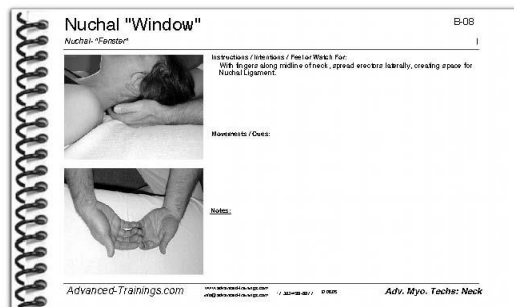 Nuchal "Window"
B-08
Nuchal-"Fenster"
Instructions / Intentions / Feel or Watch For:
With fingers along midline of neck, spread erectors laterally, creating space for
Nuchal Ligament.
Movements / Cues:
Notes:
Advanced-Trainings.com
Adv. Myo. Techs: Neck